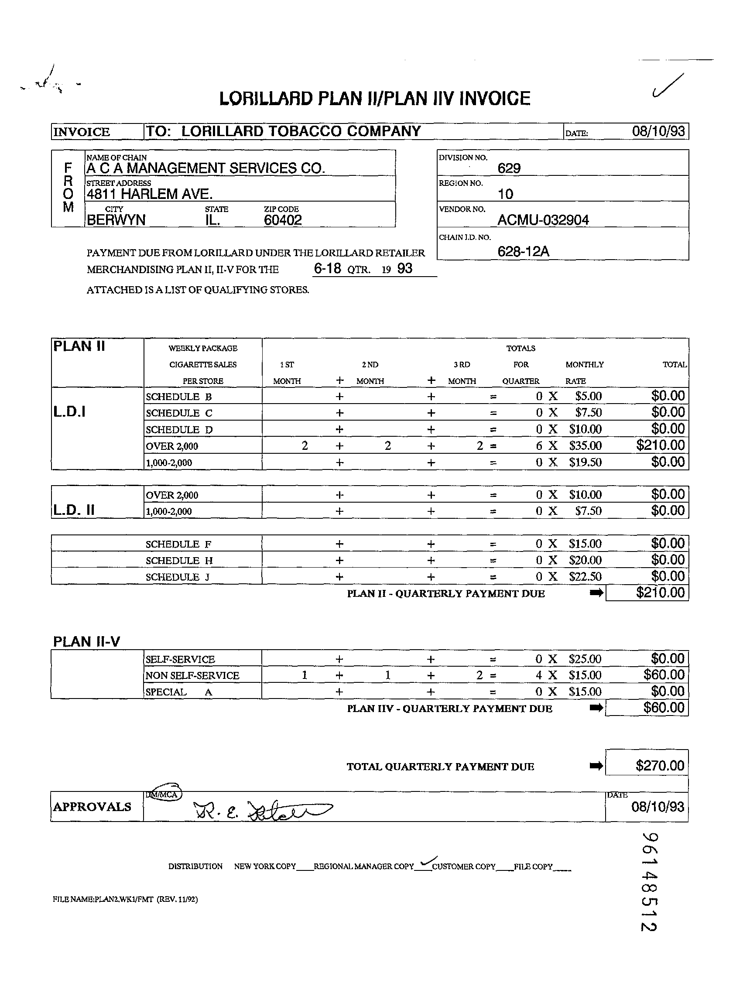 LORILLARD PLAN II/PLAN IIV INVOICE
INVOICE TO: LORILLARD TOBACCO COMPANY DATE: 08/10/93
FROM
NAME OF CHAIN
A C A MANAGEMENT SERVICES CO.
STREET ADDRESS
4811 HARLEM AVE.
CITY STATE ZIP CODE
BERWYN IL. 60402
DIVISION NO.
629
REGION NO.
10
VENDOR NO.
ACMU-032904
CHAIN I.D. NO.
628-12A
PAYMENT DUE FROM LORILLARD UNDER THE LORILLARD RETAILER
MERCHANDISING PLAN II, II-V FOR THE 6-18 QTR. 19 93
ATTACHED IS A LIST OF QUALIFYING STORES.
PLAN II WEEKLY PACKAGE TOTALS
CIGARETTE SALES 1 ST 2 ND 3 RD FOR MONTHLY TOTAL
PER STORE MONTH + MONTH + MONTH QUARTER RATE
SCHEDULE B + + = 0 X $5.00 $0.00
L.D.I SCHEDULE C + + = 0 X $7.50 $0.00
SCHEDULE D + + = 0 X $10.00 $0.00
OVER 2,000 2 + 2 + 2 = 6 X $35.00 $210.00
1,000-2,000 + + = 0 X $19.50 $0.00
OVER 2,000 + + = 0 X $10.00 $0.00
L.D. II 1,000-2,000 + + = 0 X $7.50 $0.00
SCHEDULE F + + = 0 X $15.00 $0.00
SCHEDULE H + + = 0 X $20.00 $0.00
SCHEDULE J + + = 0 X $22.50 $0.00
PLAN II - QUARTERLY PAYMENT DUE $210.00
PLAN II-V
SELF-SERVICE + + = 0 X $25.00 $0.00
NON SELF-SERVICE 1 + 1 + 2 = 4 X $15.00 $60.00
SPECIAL A + + = 0 X $15.00 $0.00
PLAN IIV - QUARTERLY PAYMENT DUE $60.00
TOTAL QUARTERLY PAYMENT DUE $270.00
APPROVALS DM/MCA R. E. DATE 08/10/93
DISTRIBUTION NEW YORK COPY____REGIONAL MANAGER COPY____CUSTOMER COPY____FILE COPY____
FILE NAME:PLAN2.WK1/FMT (REV. 11/92)
96148512